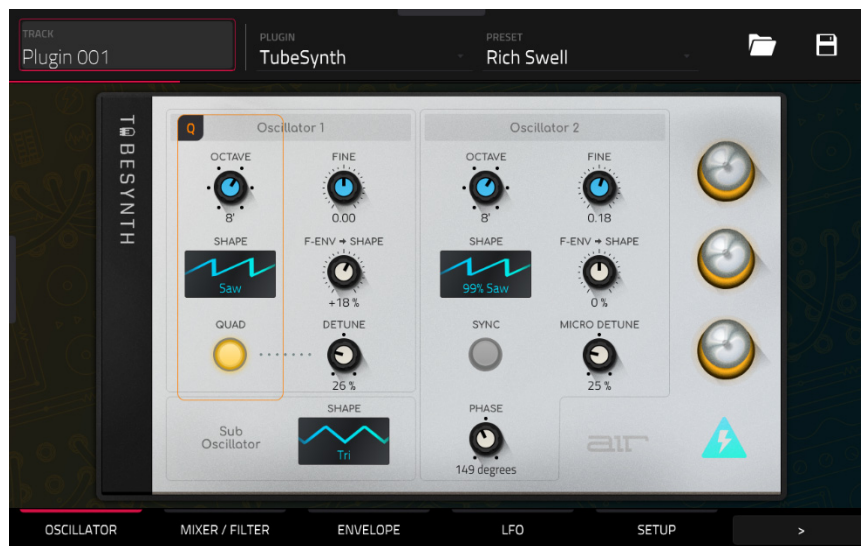 TRACK
Plugin 001
PLUGIN
TubeSynth
PRESET
Rich Swell
TUBESYNTH
Q
Oscillator 1
Oscillator 2
OCTAVE
FINE
OCTAVE
FINE
8'
0.00
8'
0.18
SHAPE
F-ENV → SHAPE
SHAPE
F-ENV → SHAPE
Saw
+18 %
99% Saw
0 %
QUAD
DETUNE
SYNC
MICRO DETUNE
26 %
25 %
Sub
Oscillator
SHAPE
Tri
PHASE
149 degrees
air
OSCILLATOR
MIXER / FILTER
ENVELOPE
LFO
SETUP
>